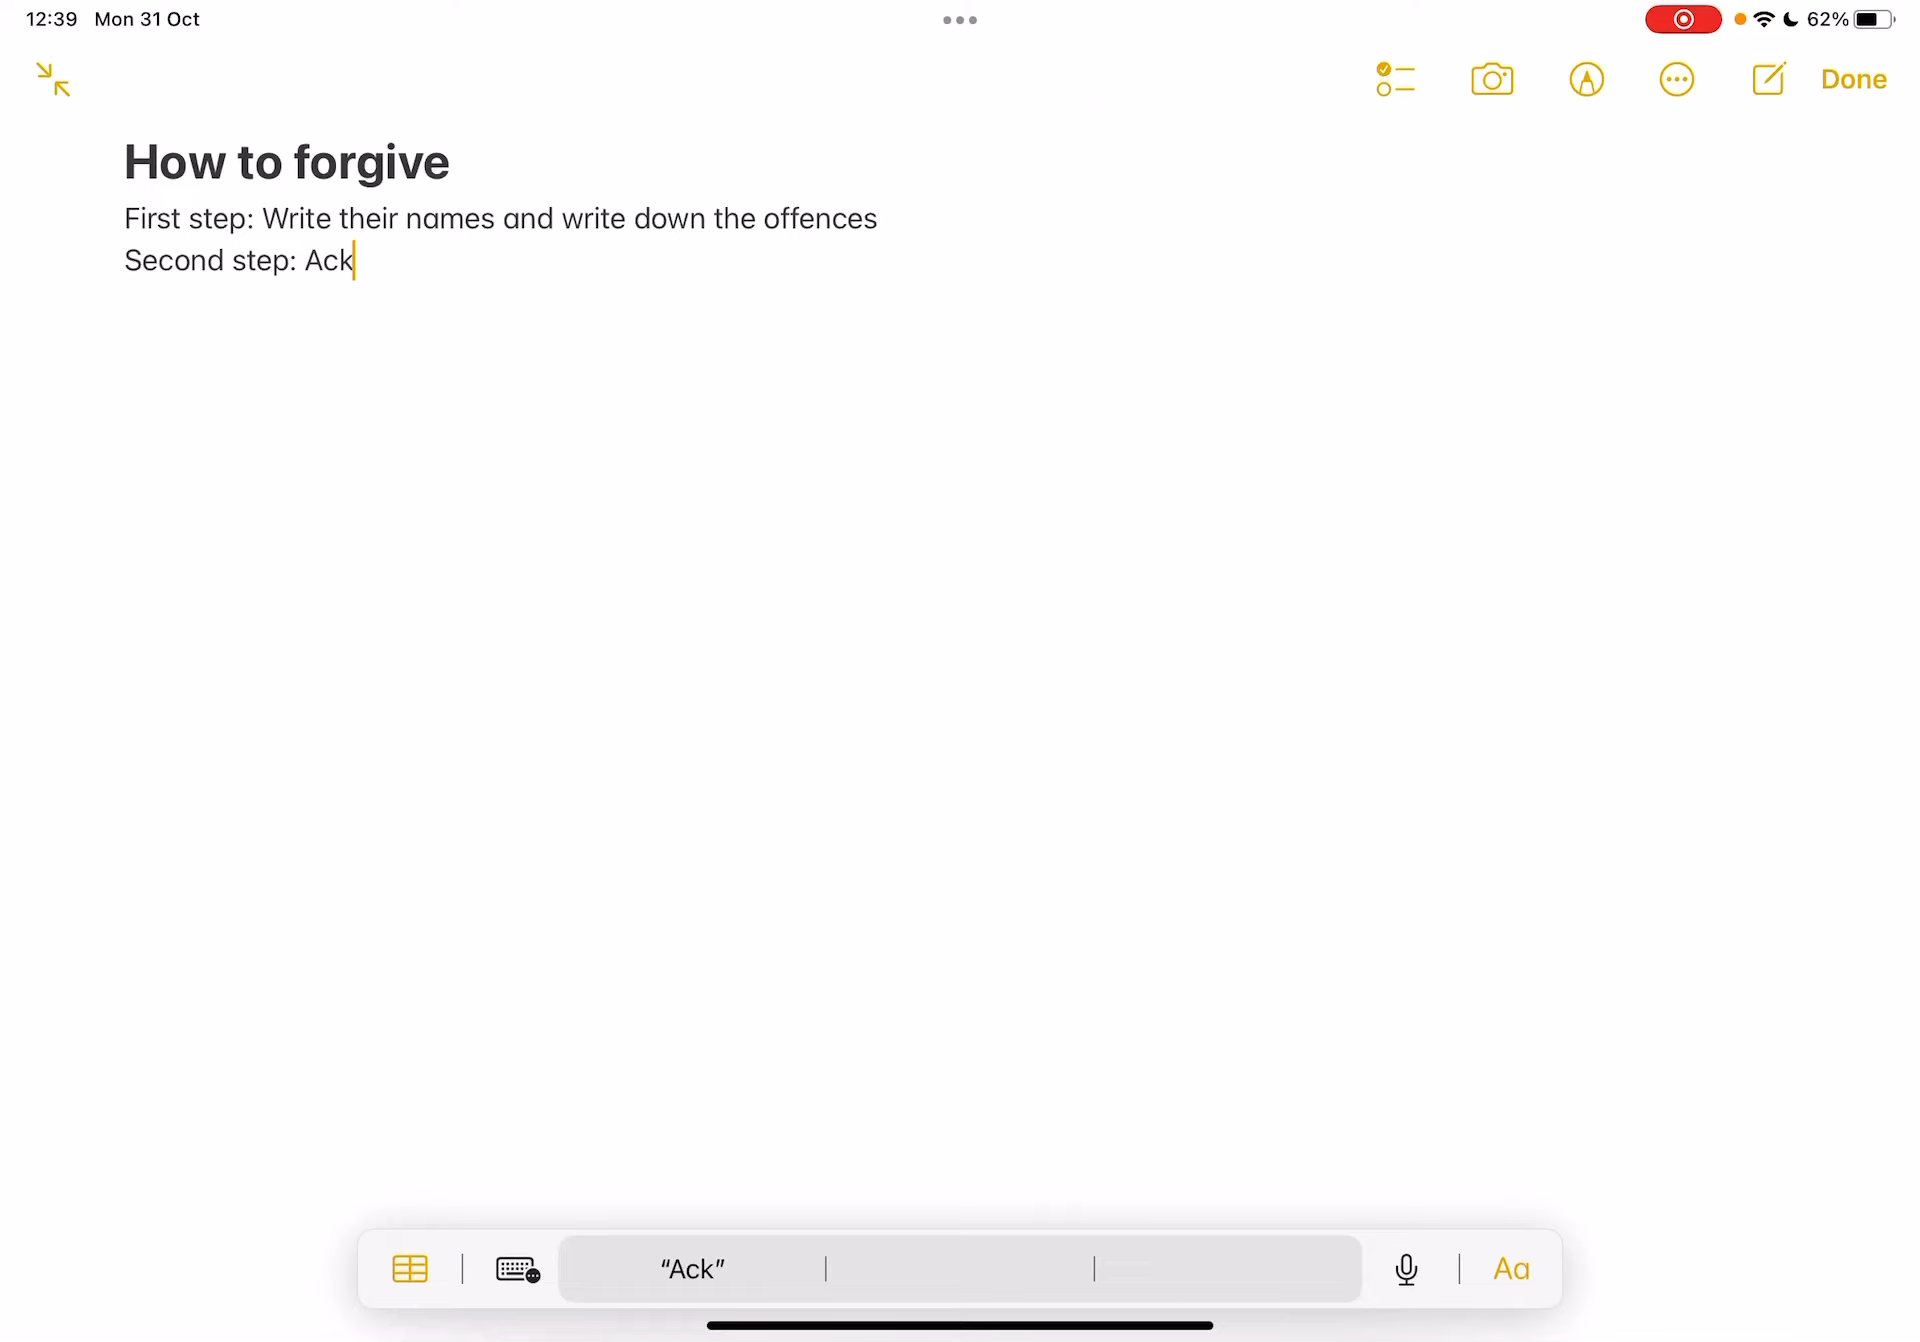 12:39 Mon 31 Oct 62%
Done
How to forgive
First step: Write their names and write down the offences
Second step: Ack
“Ack” Aa